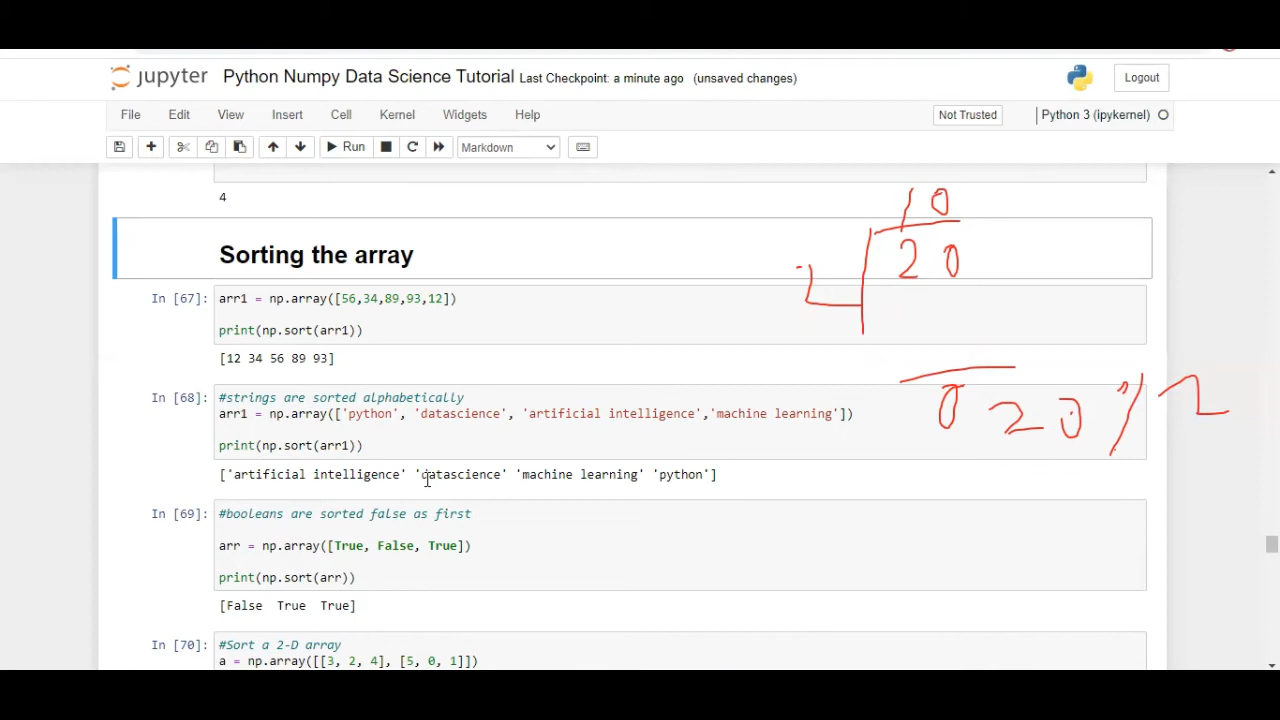 jupyter Python Numpy Data Science Tutorial Last Checkpoint: a minute ago (unsaved changes) Logout
File Edit View Insert Cell Kernel Widgets Help Not Trusted Python 3 (ipykernel)
Run Markdown
4
10
Sorting the array
2 20
In [67]: arr1 = np.array([56,34,89,93,12])
print(np.sort(arr1))
[12 34 56 89 93]
0 20 % 2
In [68]: #strings are sorted alphabetically
arr1 = np.array(['python', 'datascience', 'artificial intelligence','machine learning'])
print(np.sort(arr1))
['artificial intelligence' 'datascience' 'machine learning' 'python']
In [69]: #booleans are sorted false as first
arr = np.array([True, False, True])
print(np.sort(arr))
[False True True]
In [70]: #Sort a 2-D array
a = np.array([[3, 2, 4], [5, 0, 1]])